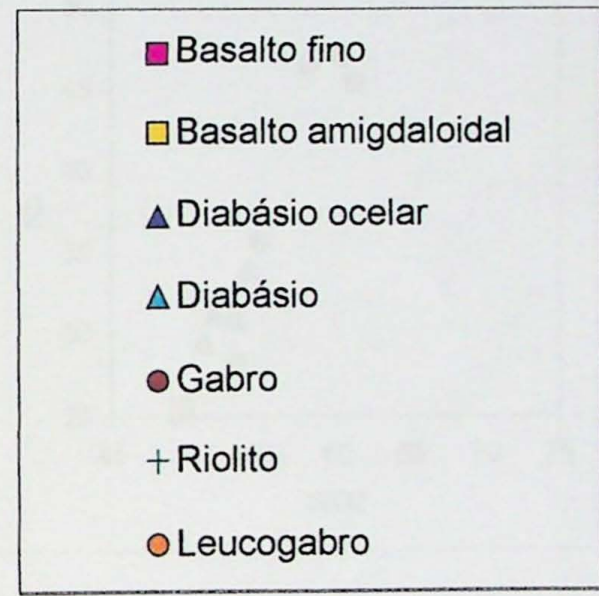 Basalto fino
Basalto amigdaloidal
Diabásio ocelar
Diabásio
Gabro
Riolito
Leucogabro